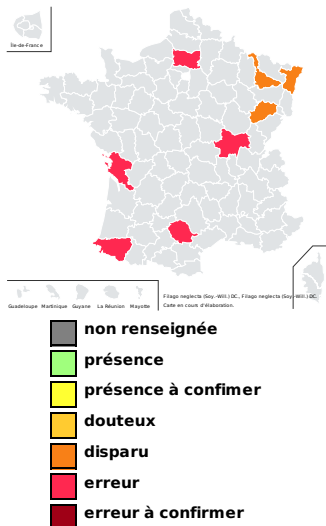 Île-de-France
Guadeloupe Martinique Guyane La Réunion Mayotte
Filago neglecta (Soy.-Will.) DC., Filago neglecta (Soy.-Will.) DC.
Carte en cours d'élaboration.
non renseignée
présence
présence à confimer
douteux
disparu
erreur
erreur à confirmer